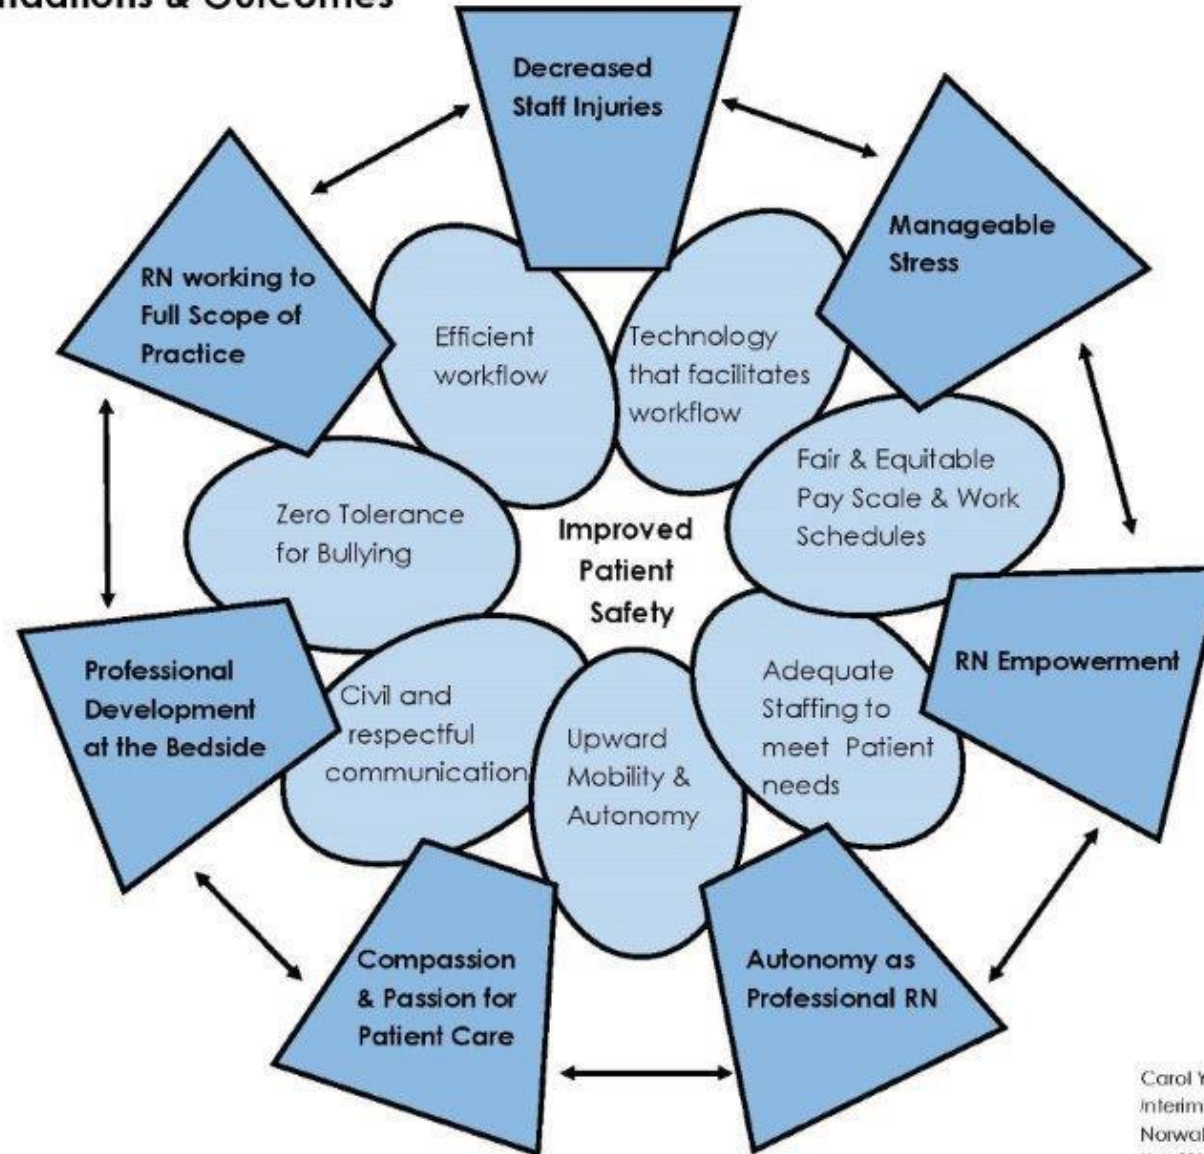 & Outcomes
Decreased
Staff Injuries
Manageable
Stress
RN working to
Full Scope of
Practice
Efficient
workflow
Technology
that facilitates
workflow
Fair & Equitable
Pay Scale & Work
Schedules
Zero Tolerance
for Bullying
Improved
Patient
Safety
RN Empowerment
Professional
Development
at the Bedside
Civil and
respectful
communication
Upward
Mobility &
Autonomy
Adequate
Staffing to
meet Patient
needs
Compassion
& Passion for
Patient Care
Autonomy as
Professional RN
Carol
Interim